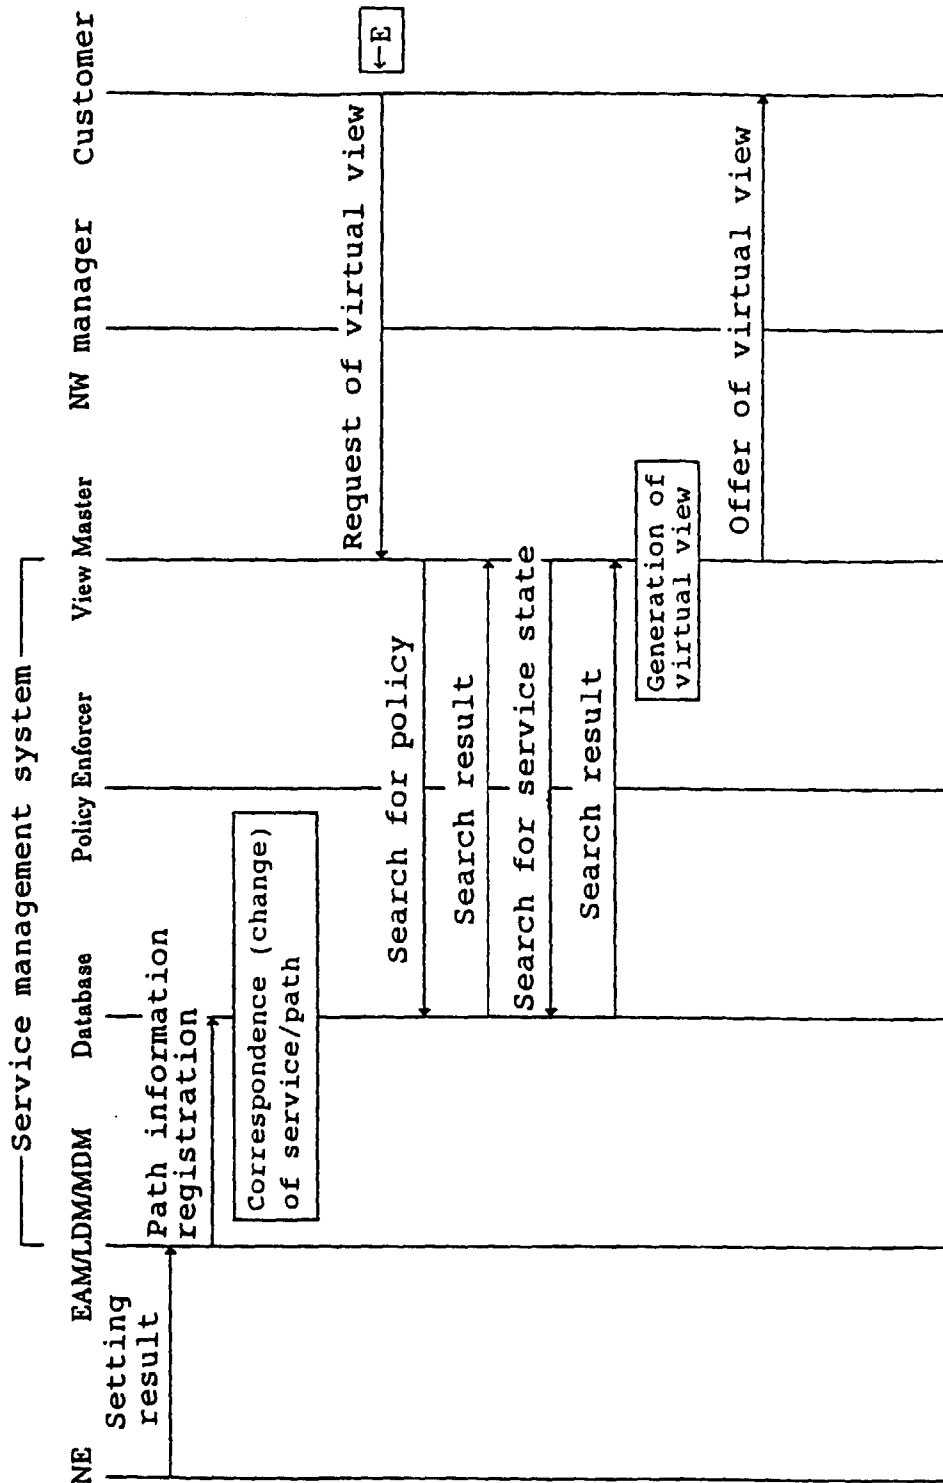 Service management system
NE
EAM/LDM/MDM
Database
Policy Enforcer
View Master
NW manager
Customer
Setting
result
Path information
registration
Correspondence (change)
of service/path
←E
Request of virtual view
Search for policy
Search result
Search for service state
Search result
Generation of
virtual view
Offer of virtual view